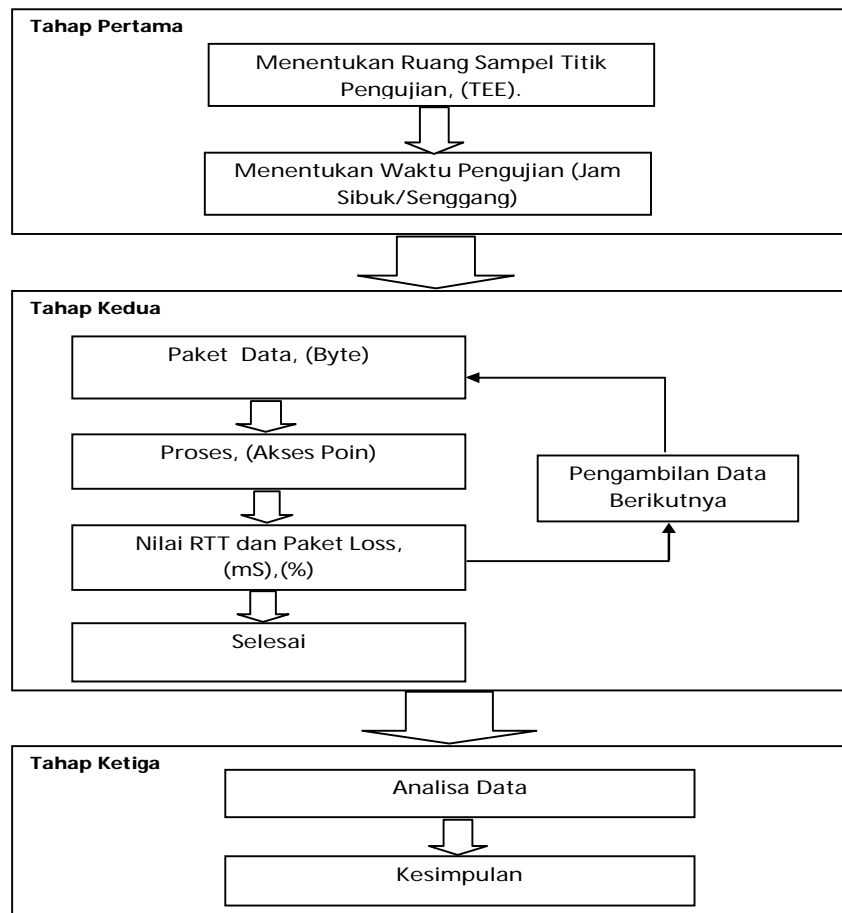 Tahap Pertama
Menentukan Ruang Sampel Titik
Pengujian, (TEE).
Menentukan Waktu Pengujian (Jam
Sibuk/Senggang)
Tahap Kedua
Paket Data, (Byte)
Proses, (Akses Poin)
Pengambilan Data
Berikutnya
Nilai RTT dan Paket Loss,
(mS),(%)
Selesai
Tahap Ketiga
Analisa Data
Kesimpulan